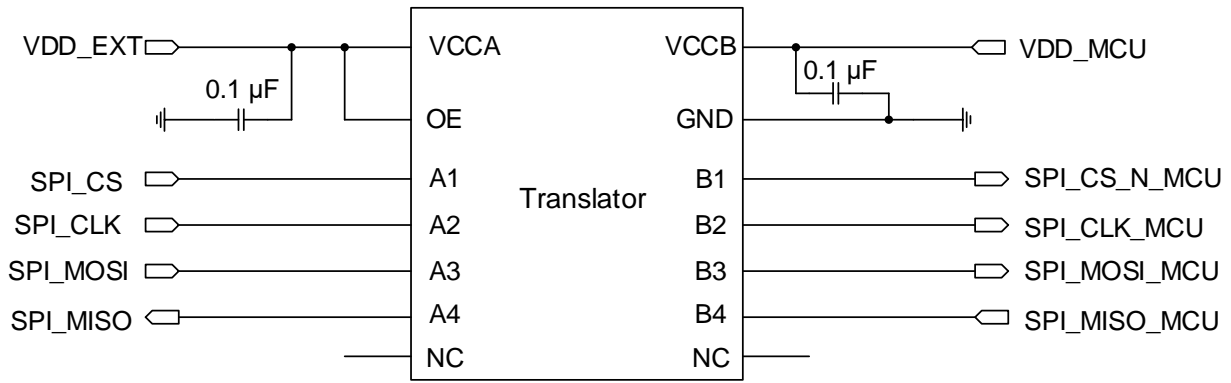 VDD_EXT VCCA VCCB VDD_MCU
0.1 µF 0.1 µF
OE GND
SPI_CS A1 B1 SPI_CS_N_MCU
Translator
SPI_CLK A2 B2 SPI_CLK_MCU
SPI_MOSI A3 B3 SPI_MOSI_MCU
SPI_MISO A4 B4 SPI_MISO_MCU
NC NC